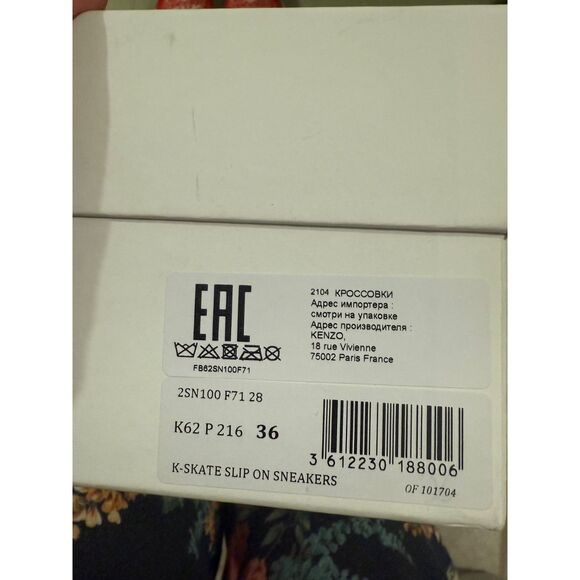 EAC
FB62SN100F71
2104 КРОССОВКИ
Адрес импортера :
смотри на упаковке
Адрес производителя :
KENZO,
18 rue Vivienne
75002 Paris France
2SN100 F71 28
K62 P 216 36
3 612230 188006
K-SKATE SLIP ON SNEAKERS
OF 101704